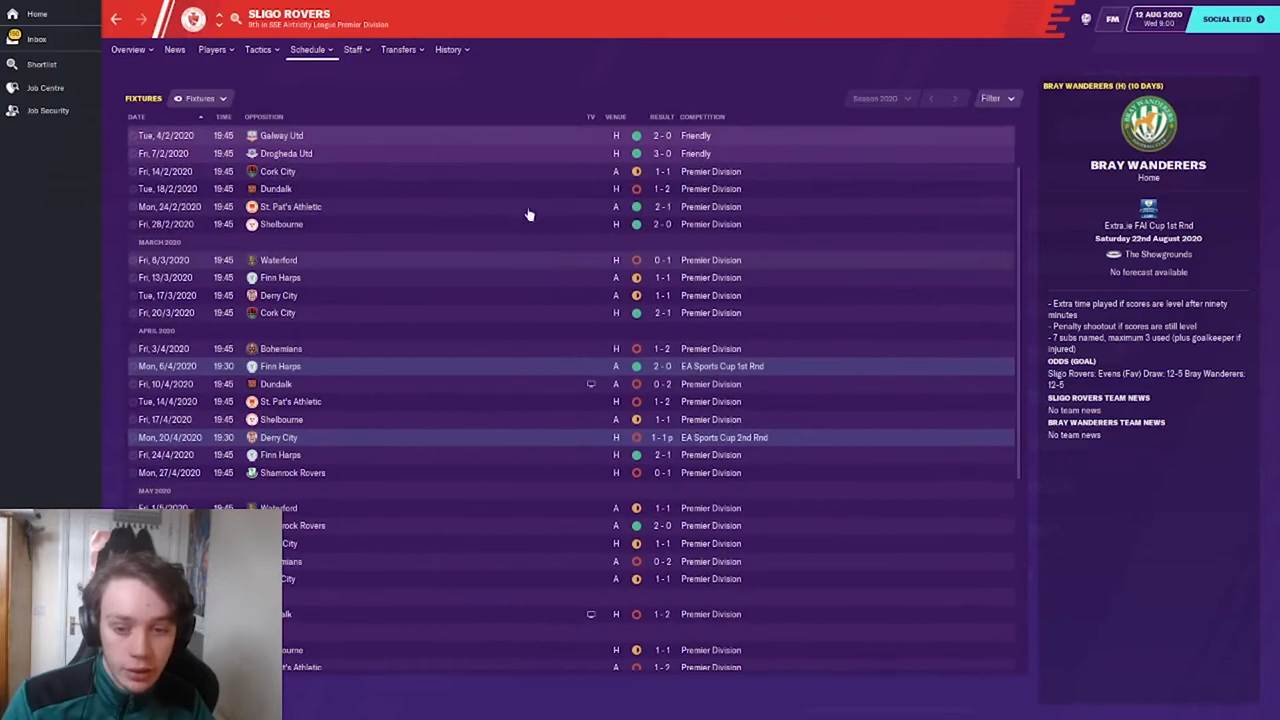 Home
SLIGO ROVERS
9th in SSE Airtricity League Premier Division
FM
12 AUG 2020
Wed 9:00
SOCIAL FEED
Inbox
Shortlist
Job Centre
Job Security
Overview
News
Players
Tactics
Schedule
Staff
Transfers
History
FIXTURES
Fixtures
Season 2020
Filter
DATE TIME OPPOSITION TV VENUE RESULT COMPETITION
Tue, 4/2/2020 19:45 Galway Utd H 2 - 0 Friendly
Fri, 7/2/2020 19:45 Drogheda Utd H 3 - 0 Friendly
Fri, 14/2/2020 19:45 Cork City A 1 - 1 Premier Division
Tue, 18/2/2020 19:45 Dundalk H 1 - 2 Premier Division
Mon, 24/2/2020 19:45 St. Pat's Athletic A 2 - 1 Premier Division
Fri, 28/2/2020 19:45 Shelbourne H 2 - 0 Premier Division
MARCH 2020
Fri, 6/3/2020 19:45 Waterford H 0 - 1 Premier Division
Fri, 13/3/2020 19:45 Finn Harps A 1 - 1 Premier Division
Tue, 17/3/2020 19:45 Derry City A 1 - 1 Premier Division
Fri, 20/3/2020 19:45 Cork City H 2 - 1 Premier Division
APRIL 2020
Fri, 3/4/2020 19:45 Bohemians H 1 - 2 Premier Division
Mon, 6/4/2020 19:30 Finn Harps A 2 - 0 EA Sports Cup 1st Rnd
Fri, 10/4/2020 19:45 Dundalk A 0 - 2 Premier Division
Tue, 14/4/2020 19:45 St. Pat's Athletic H 1 - 2 Premier Division
Fri, 17/4/2020 19:45 Shelbourne A 1 - 1 Premier Division
Mon, 20/4/2020 19:30 Derry City H 1 - 1 p EA Sports Cup 2nd Rnd
Fri, 24/4/2020 19:45 Finn Harps H 2 - 1 Premier Division
Mon, 27/4/2020 19:45 Shamrock Rovers H 0 - 1 Premier Division
MAY 2020
Fri, 1/5/2020 19:45 Waterford A 1 - 1 Premier Division
rock Rovers A 2 - 0 Premier Division
City H 1 - 1 Premier Division
mians A 0 - 2 Premier Division
City A 1 - 1 Premier Division
alk H 1 - 2 Premier Division
ourne H 1 - 1 Premier Division
t's Athletic A 1 - 2 Premier Division
BRAY WANDERERS (H) (10 DAYS)
BRAY WANDERERS
Home
Extra.ie FAI Cup 1st Rnd
Saturday 22nd August 2020
The Showgrounds
No forecast available
- Extra time played if scores are level after ninety
minutes
- Penalty shootout if scores are still level
- 7 subs named, maximum 3 used (plus goalkeeper if
injured)
ODDS (GOAL)
Sligo Rovers: Evens (Fav) Draw: 12-5 Bray Wanderers:
12-5
SLIGO ROVERS TEAM NEWS
No team news
BRAY WANDERERS TEAM NEWS
No team news